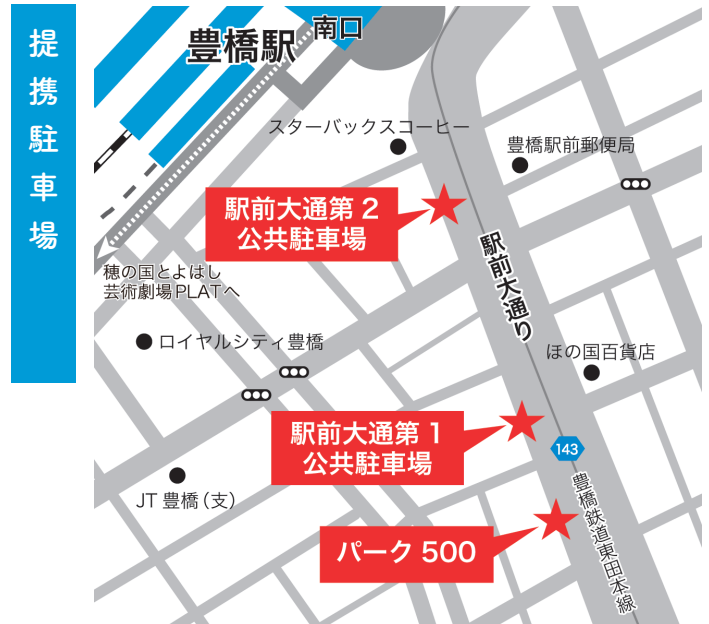 提携駐車場
豊橋駅
南口
スターバックスコーヒー
豊橋駅前郵便局
駅前大通第2
公共駐車場
駅前大通り
穂の国とよはし
芸術劇場PLATへ
ロイヤルシティ豊橋
ほの国百貨店
駅前大通第1
公共駐車場
143
JT豊橋(支)
豊橋鉄道東田本線
パーク500